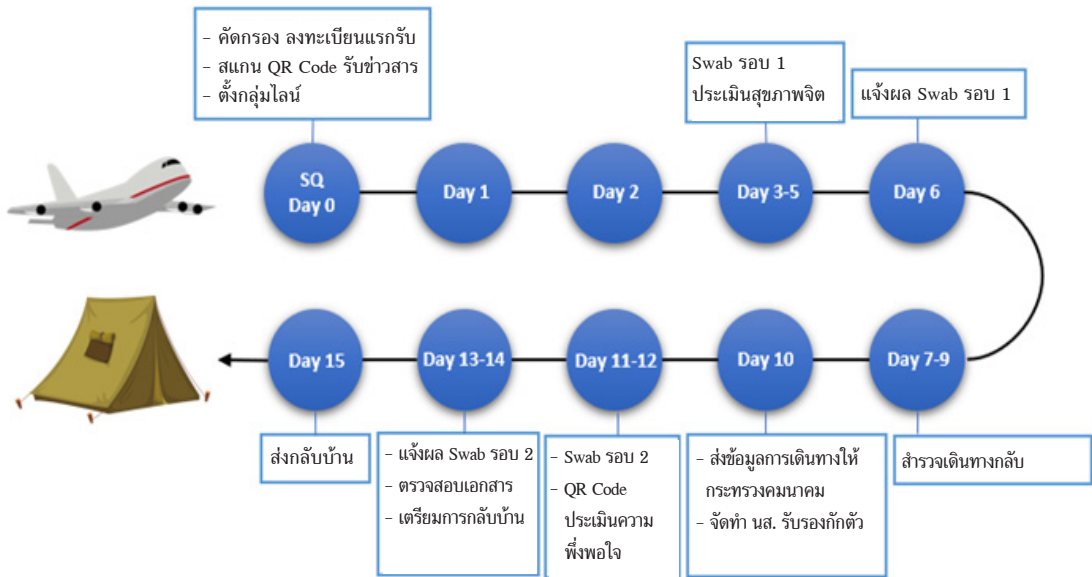 - คัดกรอง ลงทะเบียนแรกรับ
- สแกน QR Code รับข่าวสาร
- ตั้งกลุ่มไลน์
Swab รอบ 1
ประเมินสุขภาพจิต
แจ้งผล Swab รอบ 1
SQ
Day 0
Day 1
Day 2
Day 3-5
Day 6
Day 7-9
Day 10
Day 11-12
Day 13-14
Day 15
สำรวจเดินทางกลับ
- ส่งข้อมูลการเดินทางให้
กระทรวงคมนาคม
- จัดทำ นส. รับรองกักตัว
- Swab รอบ 2
- QR Code
ประเมินความ
พึ่งพอใจ
- แจ้งผล Swab รอบ 2
- ตรวจสอบเอกสาร
- เตรียมการกลับบ้าน
ส่งกลับบ้าน